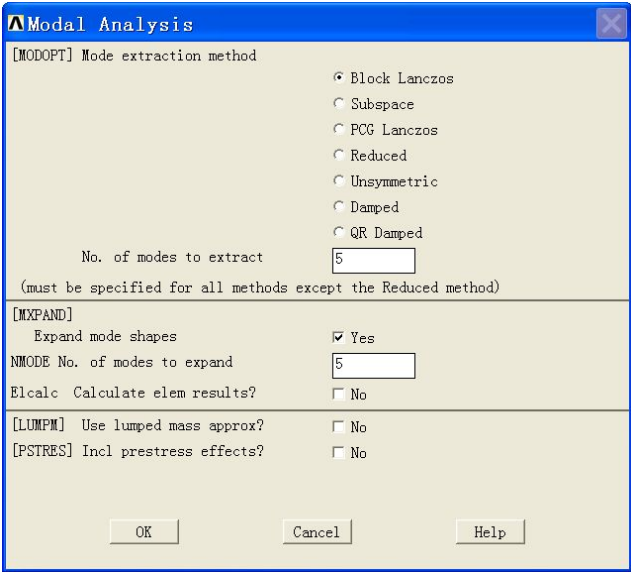 Modal Analysis
[MODOPT] Mode extraction method
Block Lanczos
Subspace
PCG Lanczos
Reduced
Unsymmetric
Damped
QR Damped
No. of modes to extract 5
(must be specified for all methods except the Reduced method)
[MXPAND]
Expand mode shapes Yes
NMODE No. of modes to expand 5
Elcalc Calculate elem results? No
[LUMPM] Use lumped mass approx? No
[PSTRES] Incl prestress effects? No
OK Cancel Help